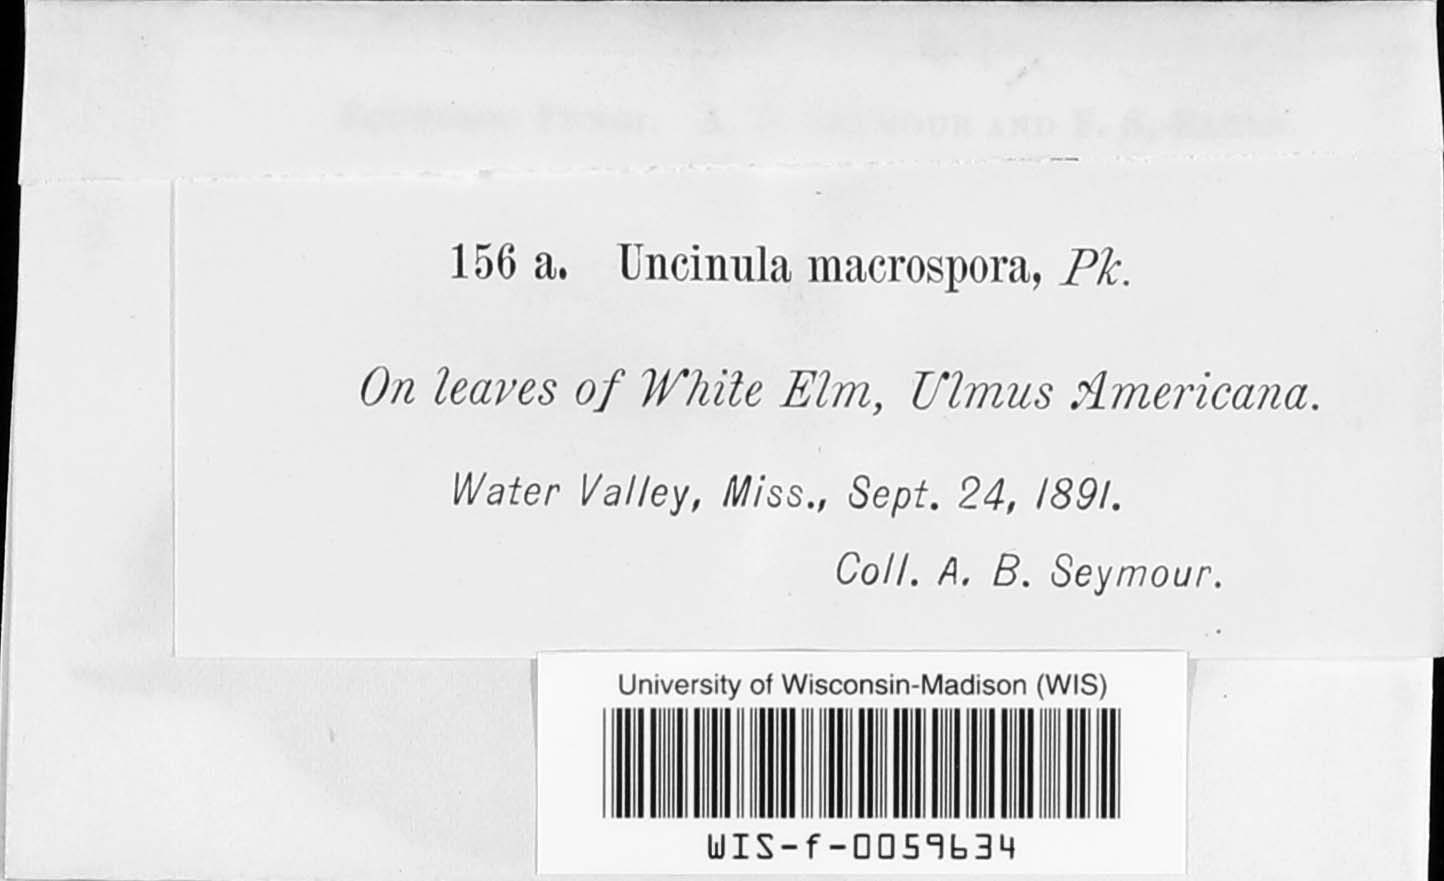 156 a. Uncinula macrospora, Pk.
On leaves of White Elm, Ulmus Americana.
Water Valley, Miss., Sept. 24, 1891.
Coll. A. B. Seymour.
University of Wisconsin-Madison (WIS)
WIS-f-0059634